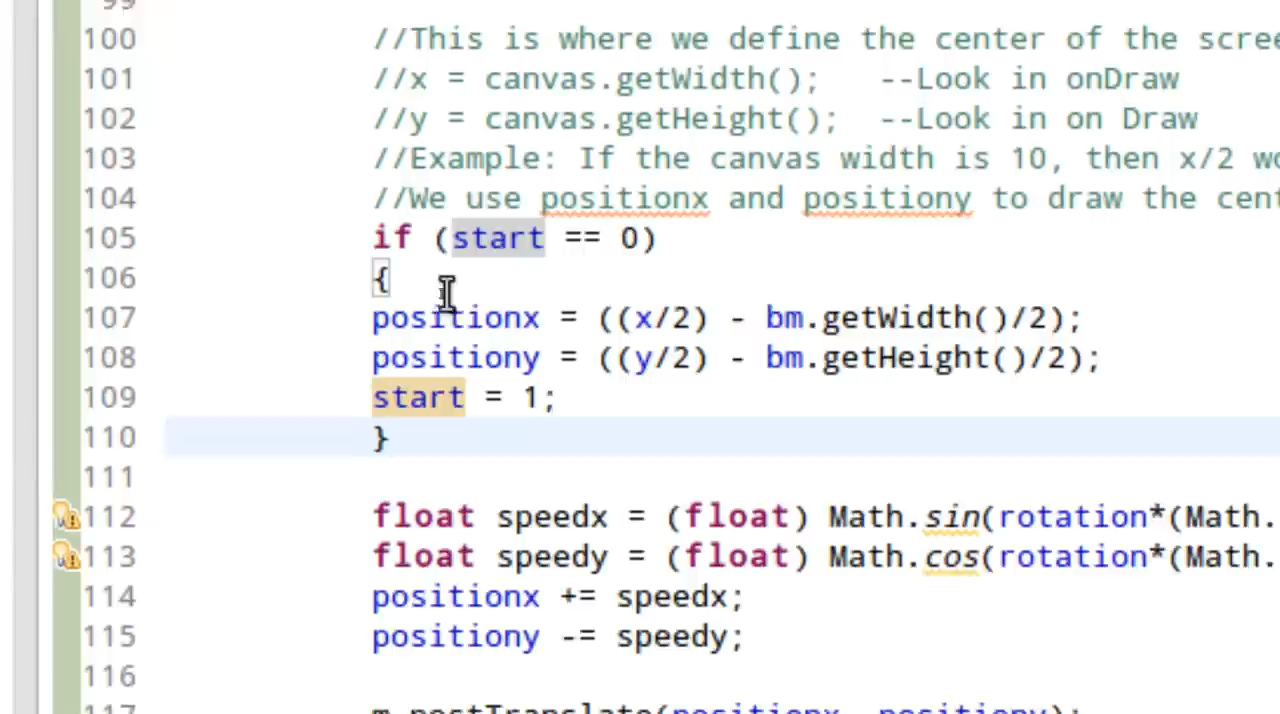 99
100 //This is where we define the center of the scree
101 //x = canvas.getWidth();   --Look in onDraw
102 //y = canvas.getHeight();  --Look in on Draw
103 //Example: If the canvas width is 10, then x/2 wo
104 //We use positionx and positiony to draw the cent
105 if (start == 0)
106 {
107 positionx = ((x/2) - bm.getWidth()/2);
108 positiony = ((y/2) - bm.getHeight()/2);
109 start = 1;
110 }
111
112 float speedx = (float) Math.sin(rotation*(Math.
113 float speedy = (float) Math.cos(rotation*(Math.
114 positionx += speedx;
115 positiony -= speedy;
116
117 m.postTranslate(positionx, positiony);